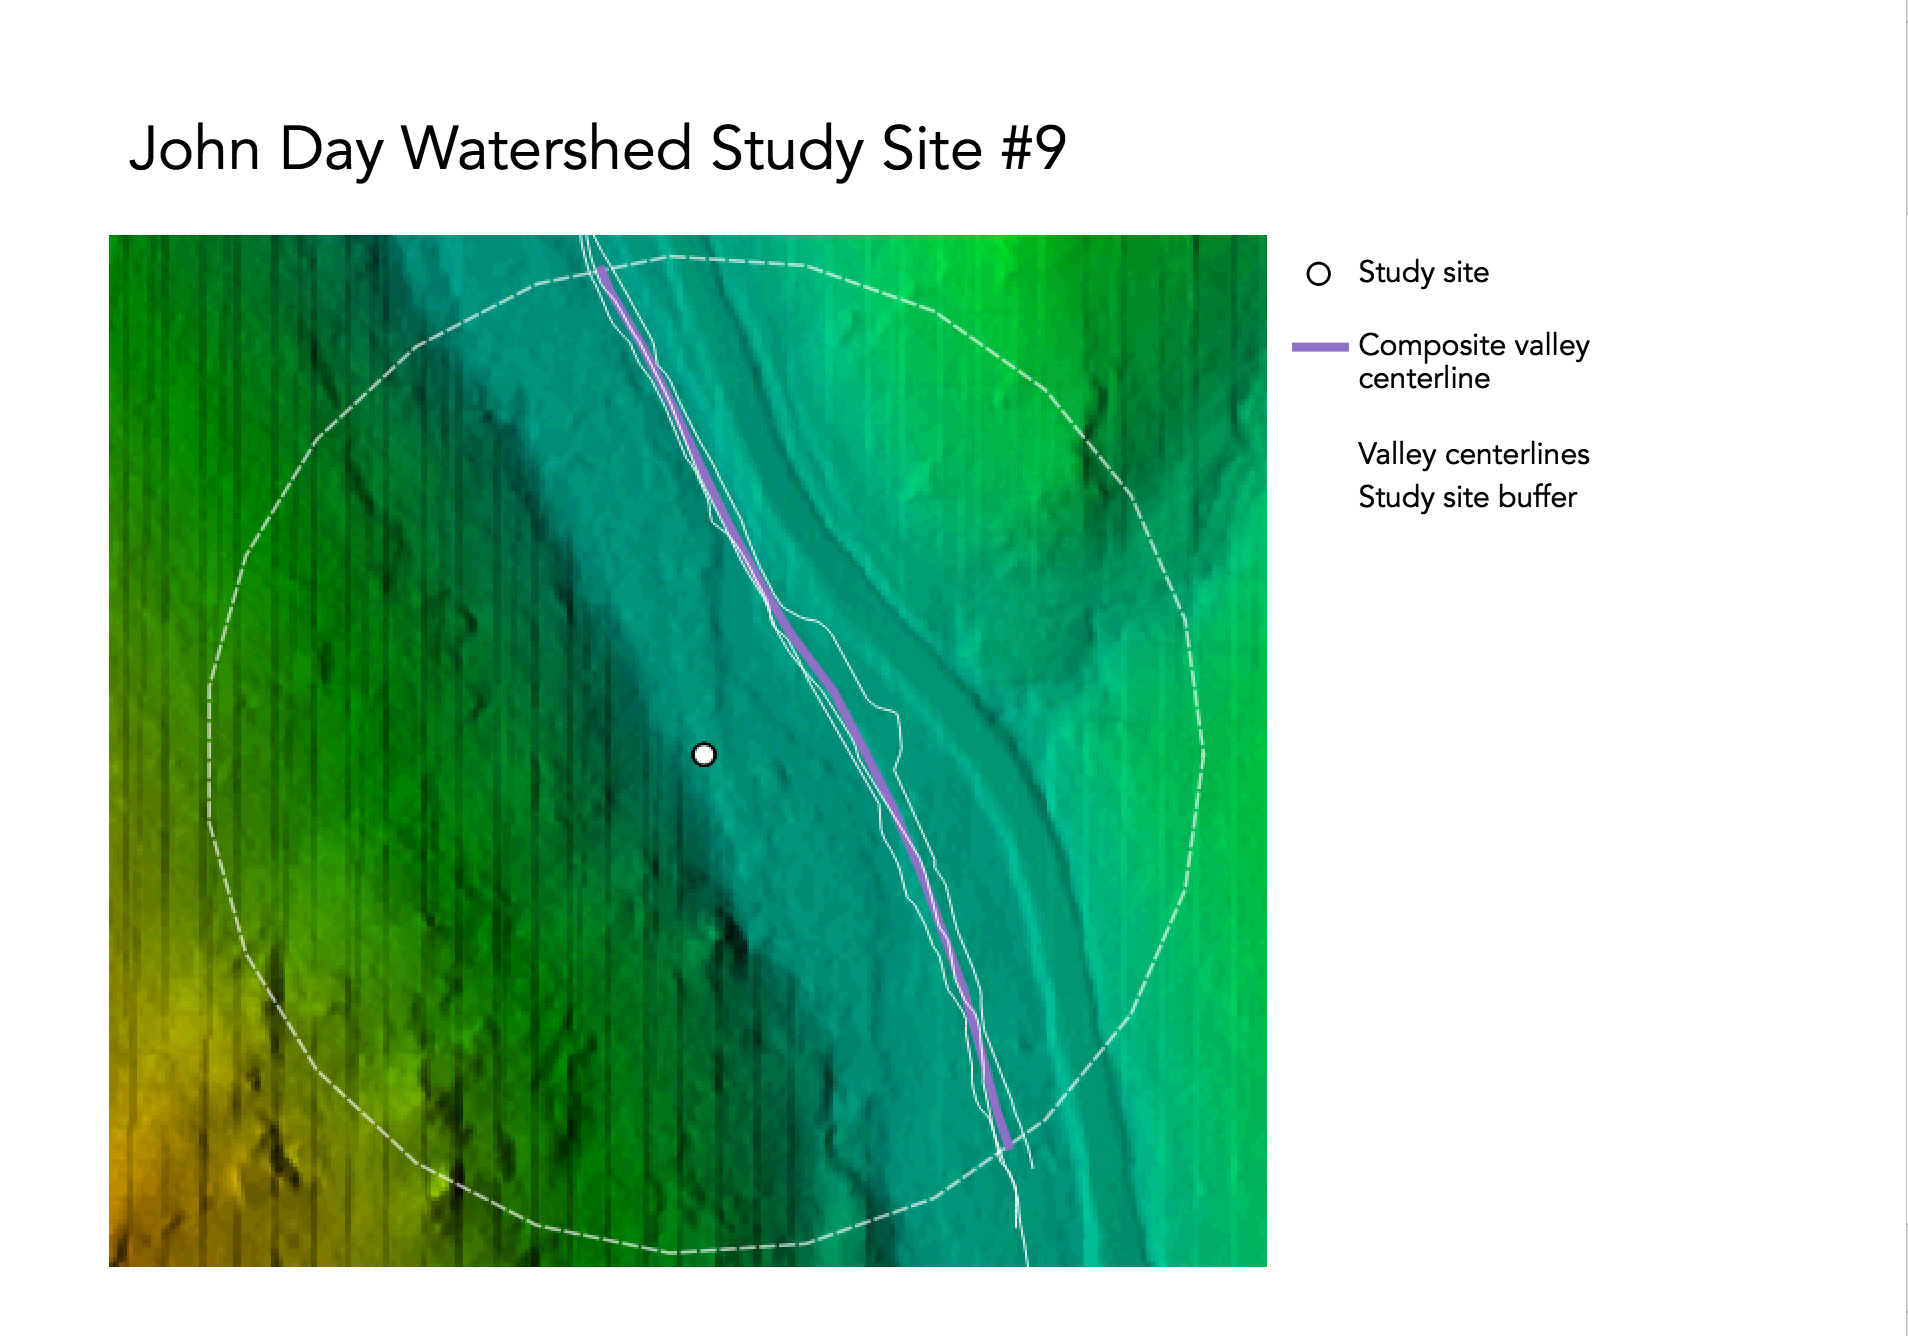 John Day Watershed Study Site #9
Study site
Composite valley
centerline
Valley centerlines
Study site buffer